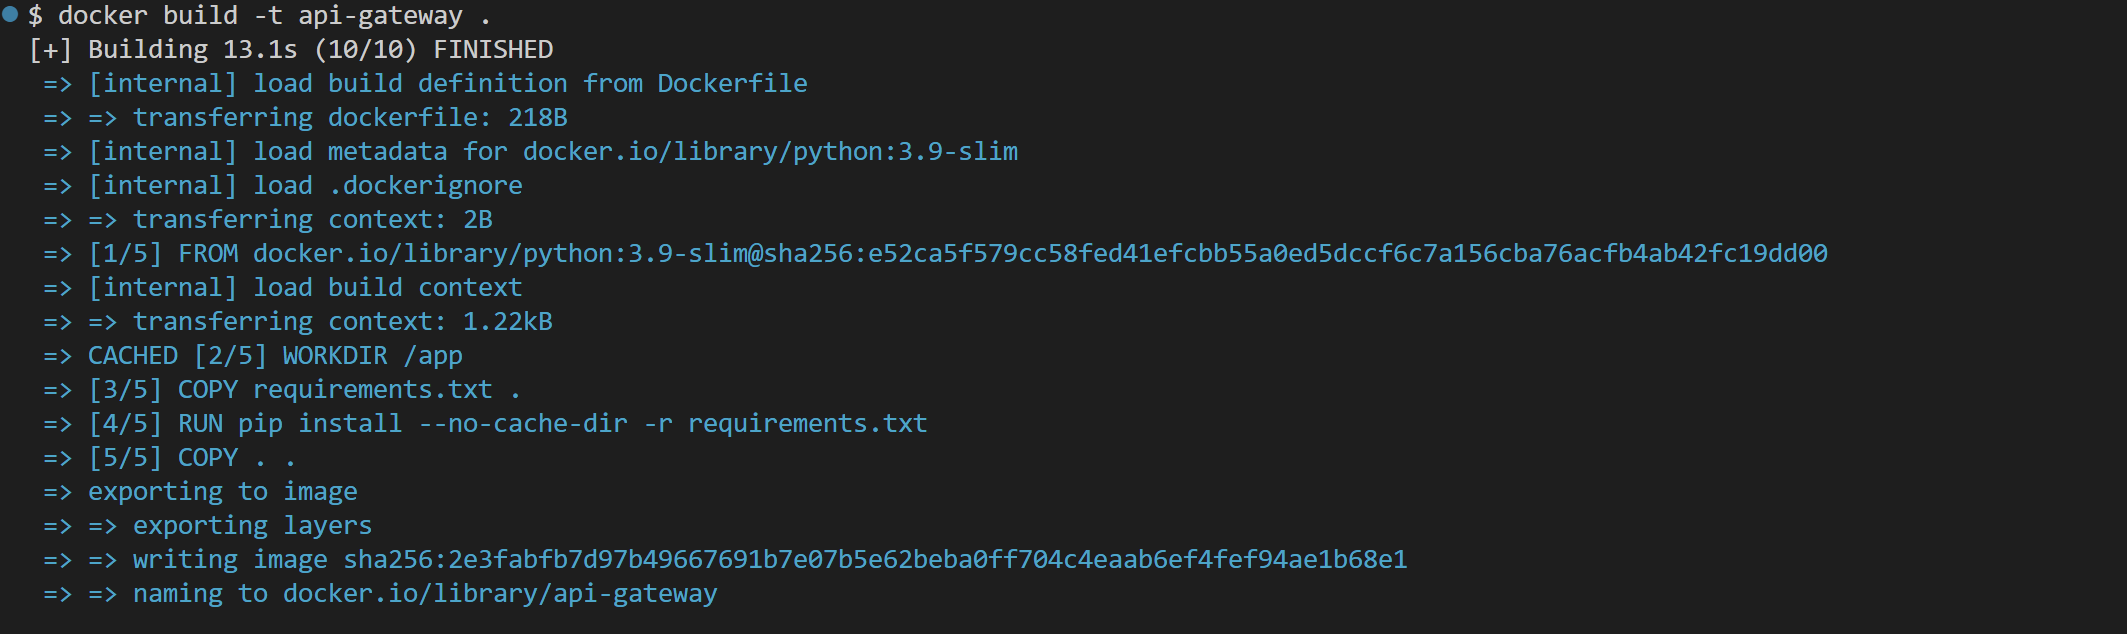 $ docker build -t api-gateway .
[+] Building 13.1s (10/10) FINISHED
=> [internal] load build definition from Dockerfile
=> => transferring dockerfile: 218B
=> [internal] load metadata for docker.io/library/python:3.9-slim
=> [internal] load .dockerignore
=> => transferring context: 2B
=> [1/5] FROM docker.io/library/python:3.9-slim@sha256:e52ca5f579cc58fed41efcbb55a0ed5dccf6c7a156cba76acfb4ab42fc19dd00
=> [internal] load build context
=> => transferring context: 1.22kB
=> CACHED [2/5] WORKDIR /app
=> [3/5] COPY requirements.txt .
=> [4/5] RUN pip install --no-cache-dir -r requirements.txt
=> [5/5] COPY . .
=> exporting to image
=> => exporting layers
=> => writing image sha256:2e3fabfb7d97b49667691b7e07b5e62beba0ff704c4eaab6ef4fef94ae1b68e1
=> => naming to docker.io/library/api-gateway